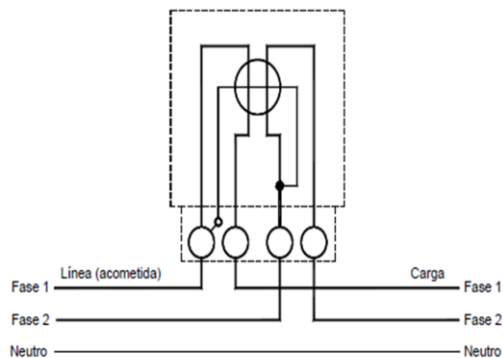 Línea (acometida)
Carga
Fase 1
Fase 1
Fase 2
Fase 2
Neutro
Neutro